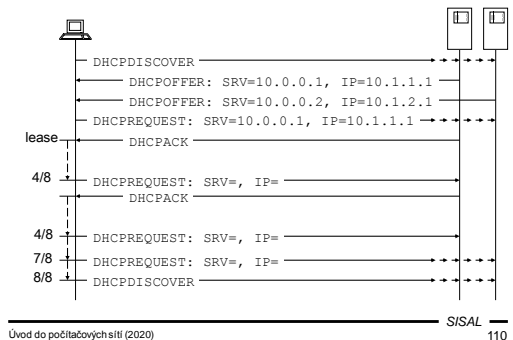 DHCPDISCOVER
DHCPOFFER: SRV=10.0.0.1, IP=10.1.1.1
DHCPOFFER: SRV=10.0.0.2, IP=10.1.2.1
DHCPREQUEST: SRV=10.0.0.1, IP=10.1.1.1
lease
DHCPACK
4/8
DHCPREQUEST: SRV=, IP=
DHCPACK
4/8
DHCPREQUEST: SRV=, IP=
7/8
DHCPREQUEST: SRV=, IP=
8/8
DHCPDISCOVER
SISAL
Úvod do počítačových sítí (2020)
110